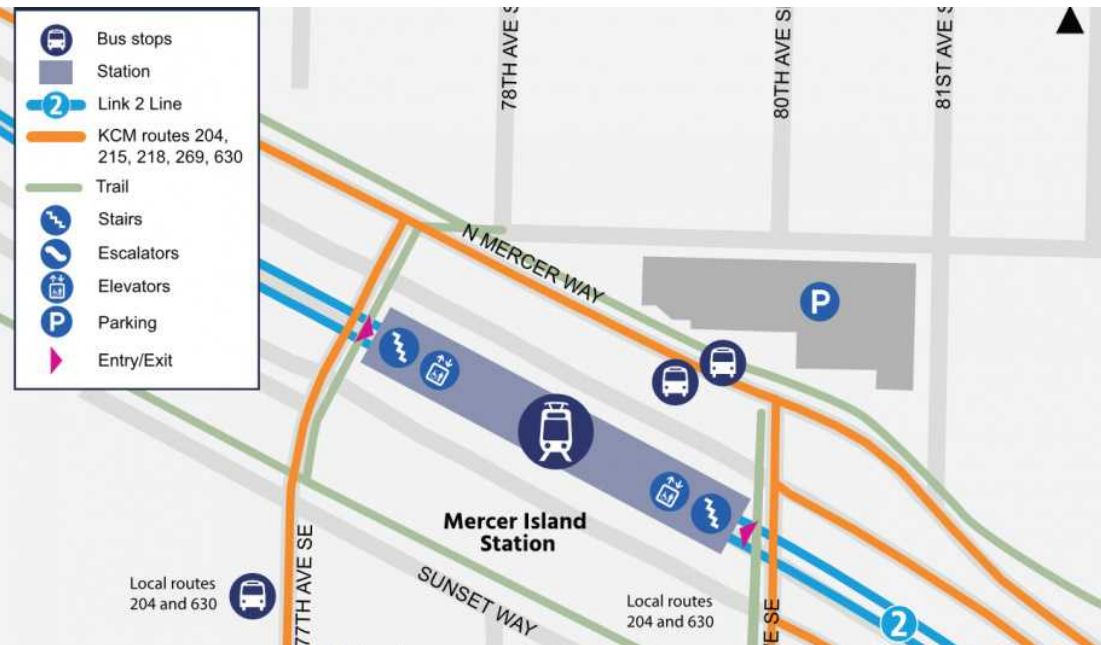 Bus stops
Station
2
Link 2 Line
KCM routes 204,
215, 218, 269, 630
Trail
Stairs
Escalators
Elevators
P
Parking
Entry/Exit
78TH AVE S
80TH AVE S
81ST AVE S
N MERCER WAY
P
Mercer Island
Station
77TH AVE SE
SUNSET WAY
Local routes
204 and 630
Local routes
204 and 630
E SE
2